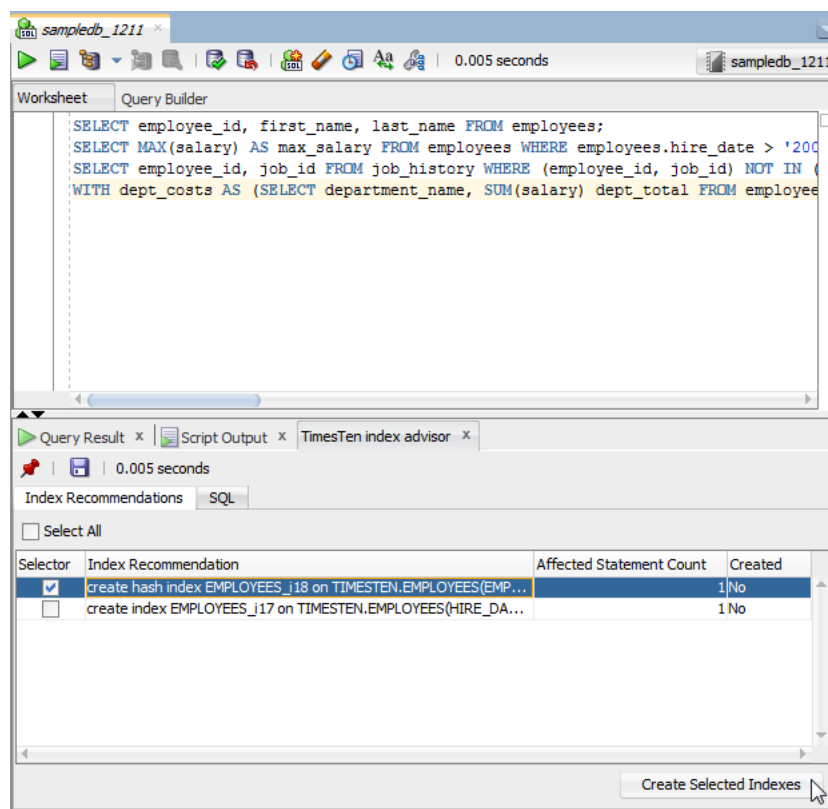 sampledb_1211
0.005 seconds
sampledb_1211
Worksheet Query Builder
SELECT employee_id, first_name, last_name FROM employees;
SELECT MAX(salary) AS max_salary FROM employees WHERE employees.hire_date > '200
SELECT employee_id, job_id FROM job_history WHERE (employee_id, job_id) NOT IN (
WITH dept_costs AS (SELECT department_name, SUM(salary) dept_total FROM employee
Query Result x Script Output x TimesTen index advisor x
0.005 seconds
Index Recommendations SQL
Select All
Selector Index Recommendation Affected Statement Count Created
create hash index EMPLOYEES_i18 on TIMESTEN.EMPLOYEES(EMP... 1 No
create index EMPLOYEES_i17 on TIMESTEN.EMPLOYEES(HIRE_DA... 1 No
Create Selected Indexes